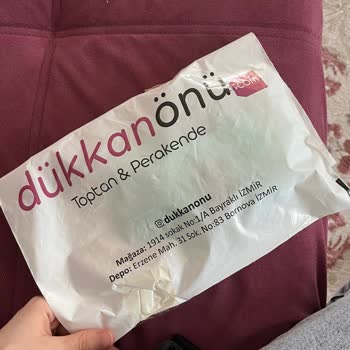 dükkanönü
.COM
Toptan & Perakende
@dukkanonu
Mağaza: 1914 sokak No:1/A Bayraklı İZMİR
Depo: Erzene Mah. 31 Sok. No:83 Bornova İZMİR